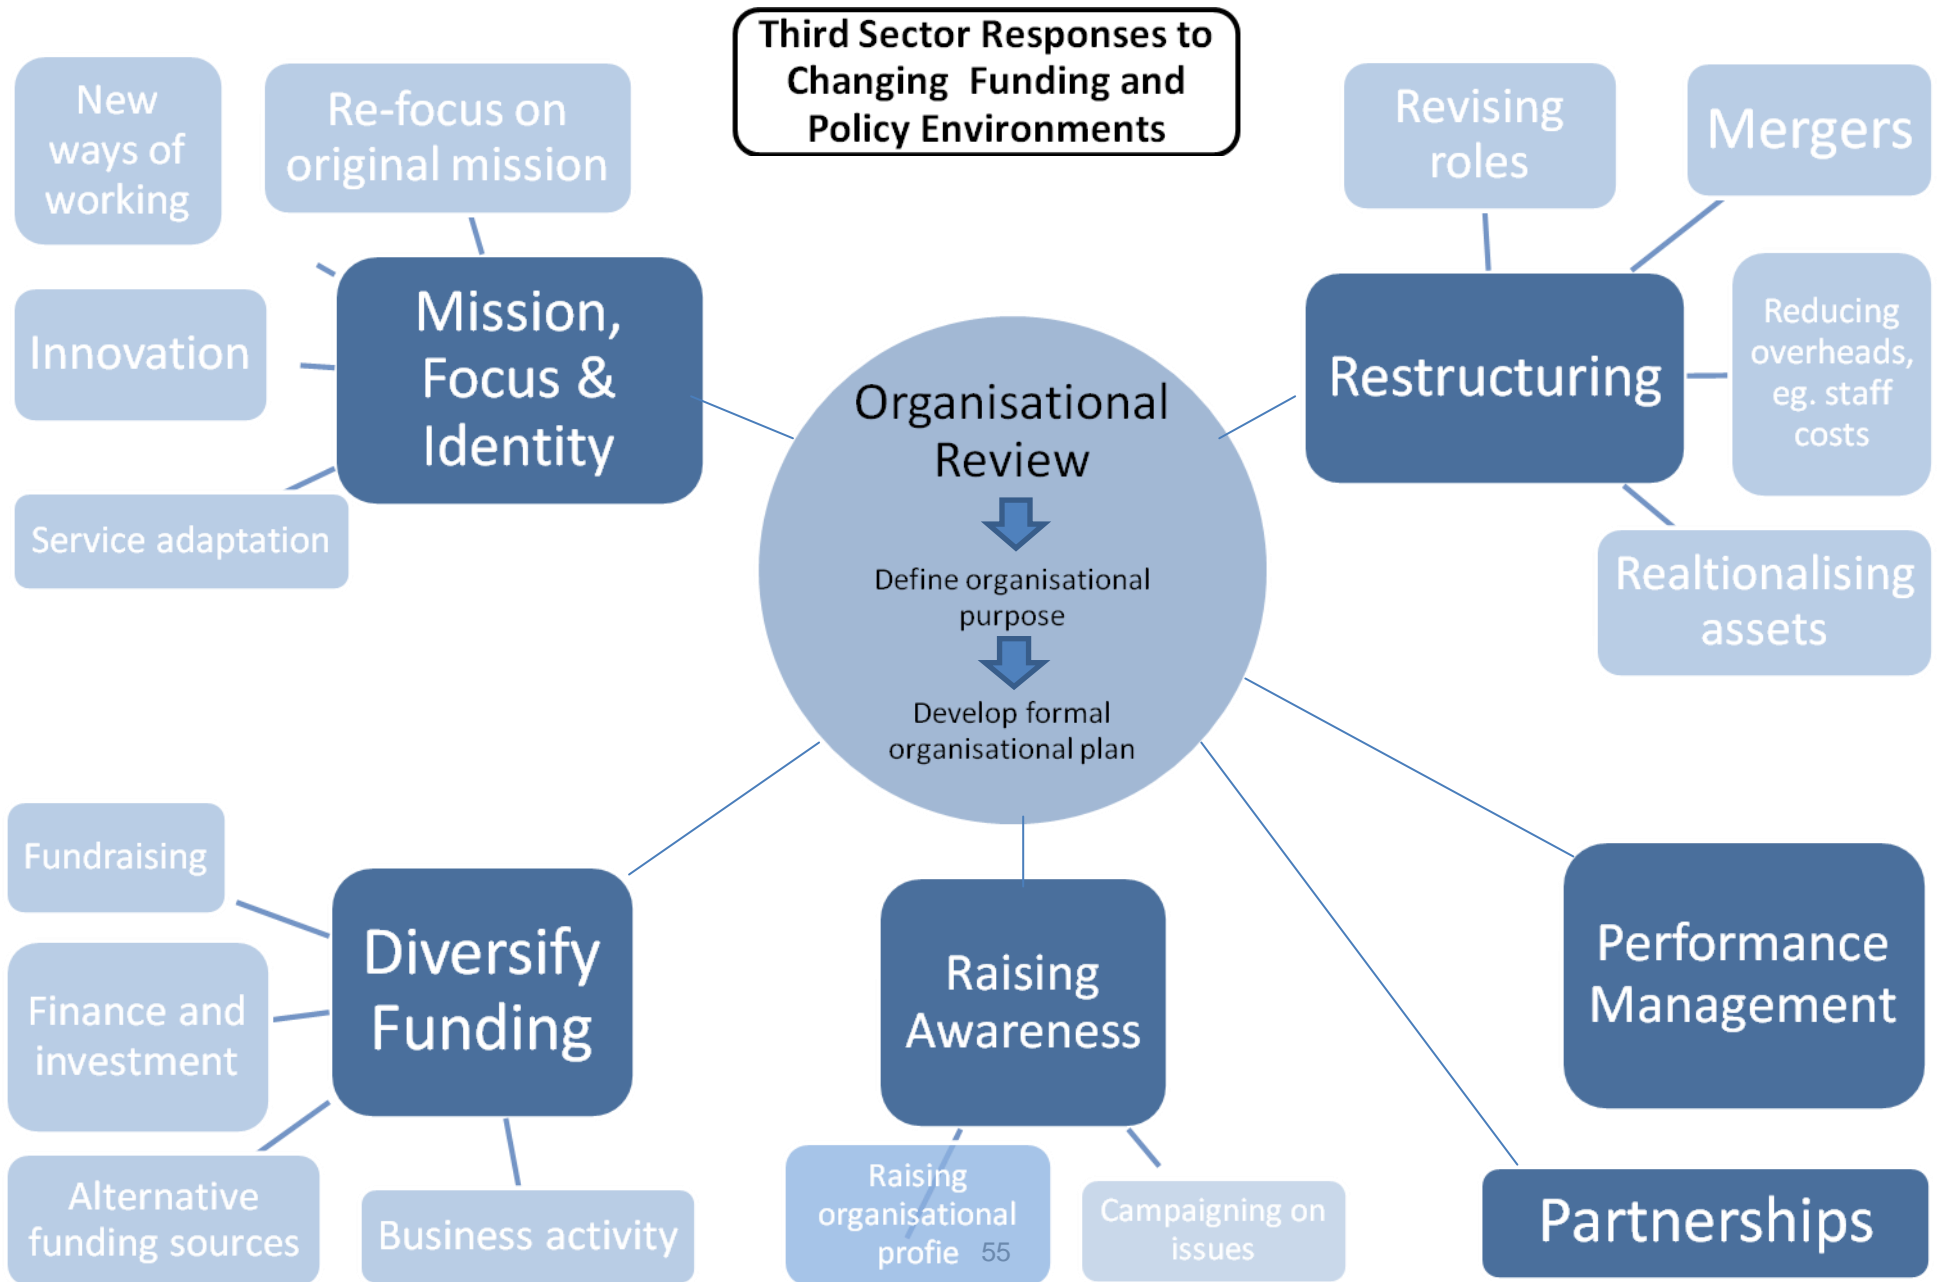 Third Sector Responses to
Changing Funding and
Policy Environments
New
ways of
working
Re-focus on
original mission
Innovation
Service adaptation
Mission,
Focus &
Identity
Organisational
Review
Define organisational
purpose
Develop formal
organisational plan
Revising
roles
Mergers
Restructuring
Reducing
overheads,
eg. staff
costs
Realtionalising
assets
Fundraising
Finance and
investment
Alternative
funding sources
Business activity
Diversify
Funding
Raising
Awareness
Raising
organisational
profie
55
Campaigning on
issues
Performance
Management
Partnerships